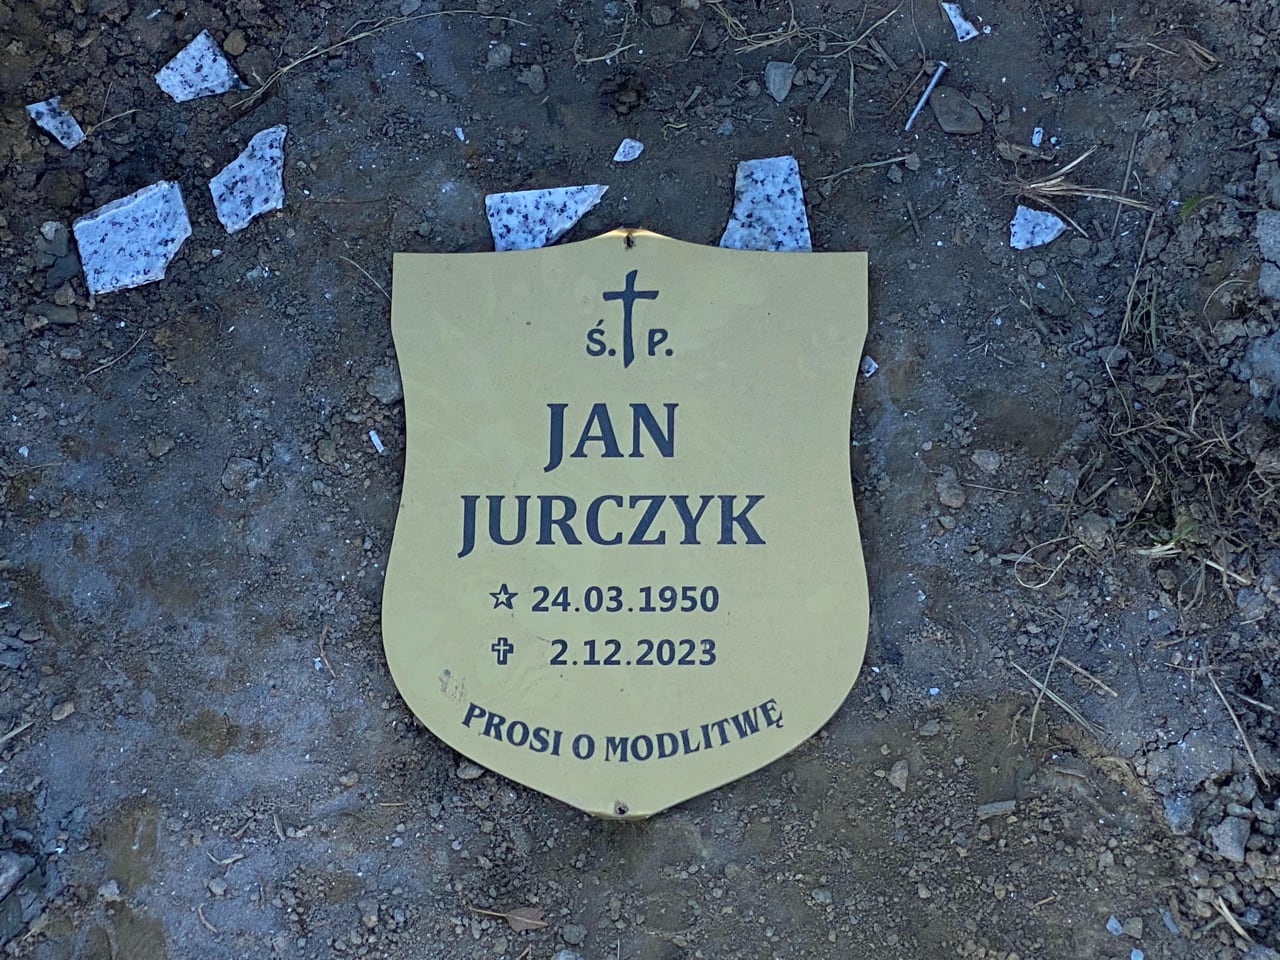 Ś. P.
JAN
JURCZYK
24.03.1950
2.12.2023
PROSI O MODLITWĘ